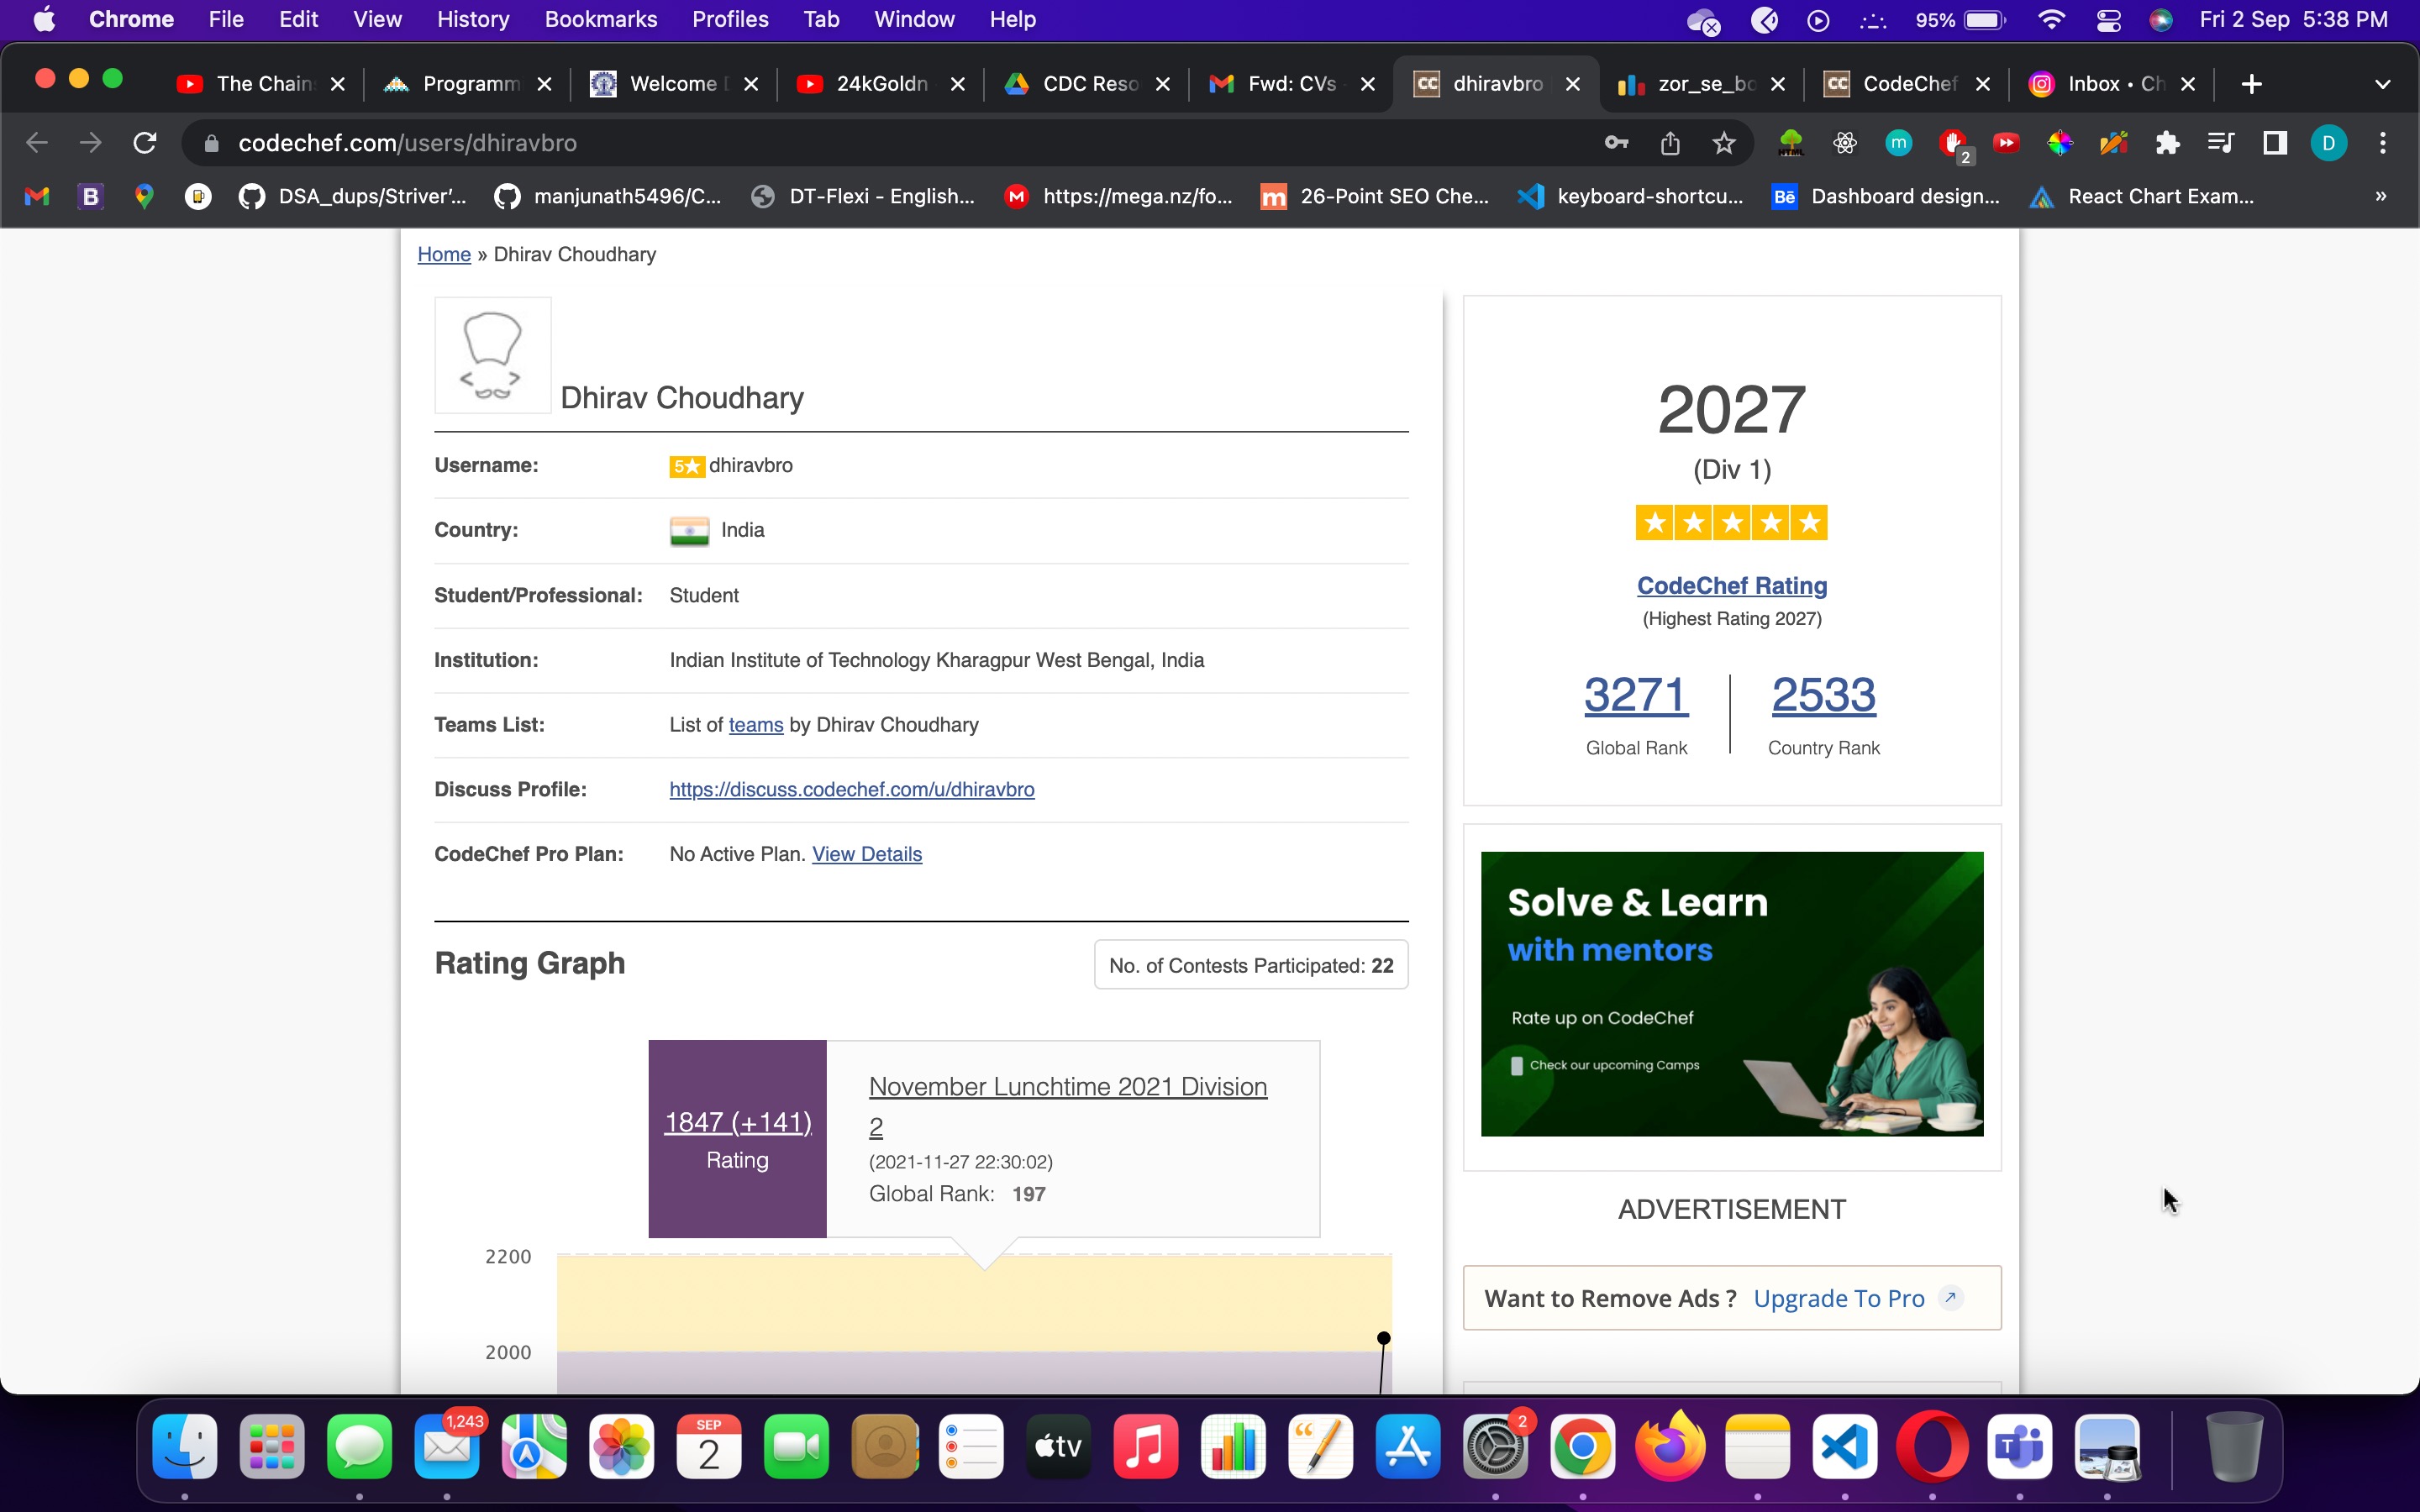 Chrome File Edit View History Bookmarks Profiles Tab Window Help 95% Fri 2 Sep 5:38 PM
The Chain Programm Welcome 24kGoldn CDC Reso Fwd: CVs dhiravbro zor_se_bo CodeChef Inbox • Ch
codechef.com/users/dhiravbro HTML m 2 D
B DSA_dups/Striver'... manjunath5496/C... DT-Flexi - English... M https://mega.nz/fo... m 26-Point SEO Che... keyboard-shortcu... Bē Dashboard design... React Chart Exam... »
Home » Dhirav Choudhary
Dhirav Choudhary
Username: 5★ dhiravbro
Country: India
Student/Professional: Student
Institution: Indian Institute of Technology Kharagpur West Bengal, India
Teams List: List of teams by Dhirav Choudhary
Discuss Profile: https://discuss.codechef.com/u/dhiravbro
CodeChef Pro Plan: No Active Plan. View Details
Rating Graph
No. of Contests Participated: 22
1847 (+141)
Rating
November Lunchtime 2021 Division
2
(2021-11-27 22:30:02)
Global Rank: 197
2200
2000
2027
(Div 1)
★★★★★
CodeChef Rating
(Highest Rating 2027)
3271 2533
Global Rank Country Rank
Solve & Learn
with mentors
Rate up on CodeChef
Check our upcoming Camps
ADVERTISEMENT
Want to Remove Ads ? Upgrade To Pro
1,243 SEP 2 tv 2 T